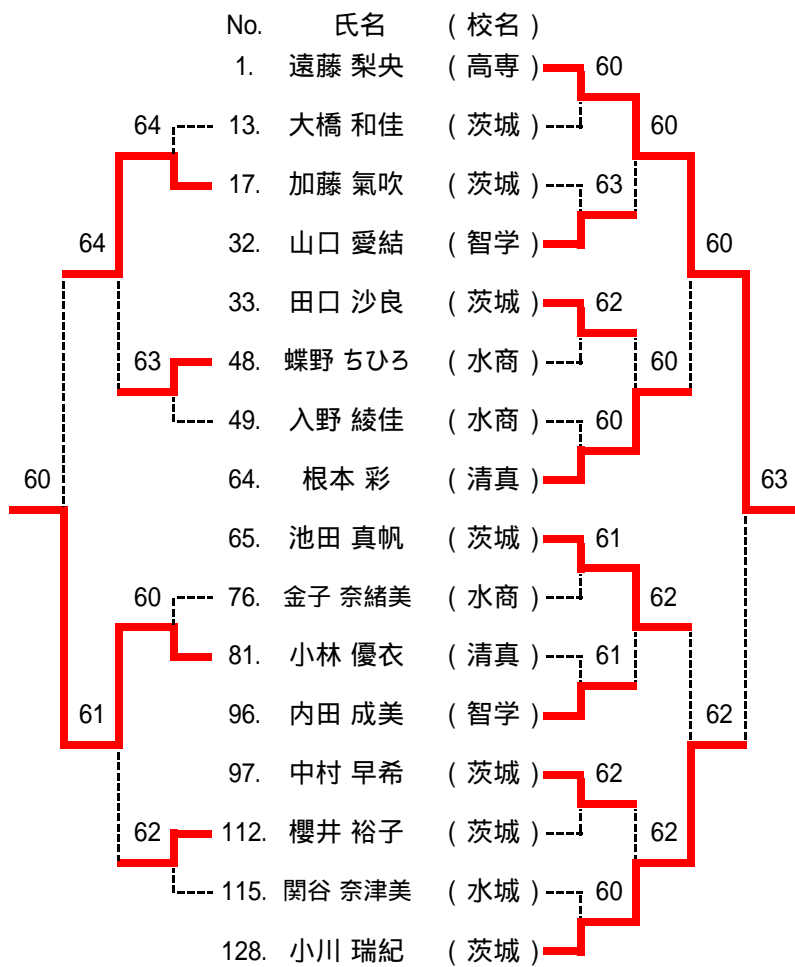 No. 氏名 ( 校名 )
1. 遠藤 梨央 ( 高専 ) 60
64 13. 大橋 和佳 ( 茨城 ) 60
17. 加藤 氣吹 ( 茨城 ) 63
64 32. 山口 愛結 ( 智学 ) 60
33. 田口 沙良 ( 茨城 ) 62
63 48. 蝶野 ちひろ ( 水商 ) 60
49. 入野 綾佳 ( 水商 ) 60
60 64. 根本 彩 ( 清真 ) 63
65. 池田 真帆 ( 茨城 ) 61
60 76. 金子 奈緒美 ( 水商 ) 62
81. 小林 優衣 ( 清真 ) 61
61 96. 内田 成美 ( 智学 ) 62
97. 中村 早希 ( 茨城 ) 62
62 112. 櫻井 裕子 ( 茨城 ) 62
115. 関谷 奈津美 ( 水城 ) 60
128. 小川 瑞紀 ( 茨城 )